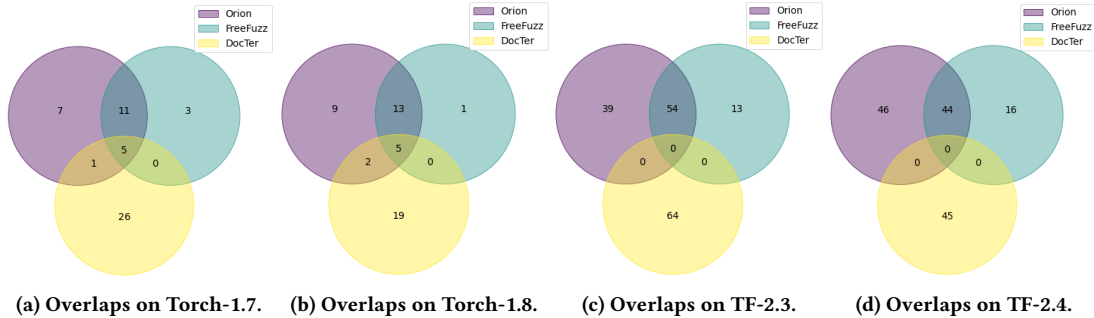 Orion
FreeFuzz
DocTer
7
11
3
5
1
0
26
(a) Overlaps on Torch-1.7.
Orion
FreeFuzz
DocTer
9
13
1
5
2
0
19
(b) Overlaps on Torch-1.8.
Orion
FreeFuzz
DocTer
39
54
13
0
0
0
64
(c) Overlaps on TF-2.3.
Orion
FreeFuzz
DocTer
46
44
16
0
0
0
45
(d) Overlaps on TF-2.4.